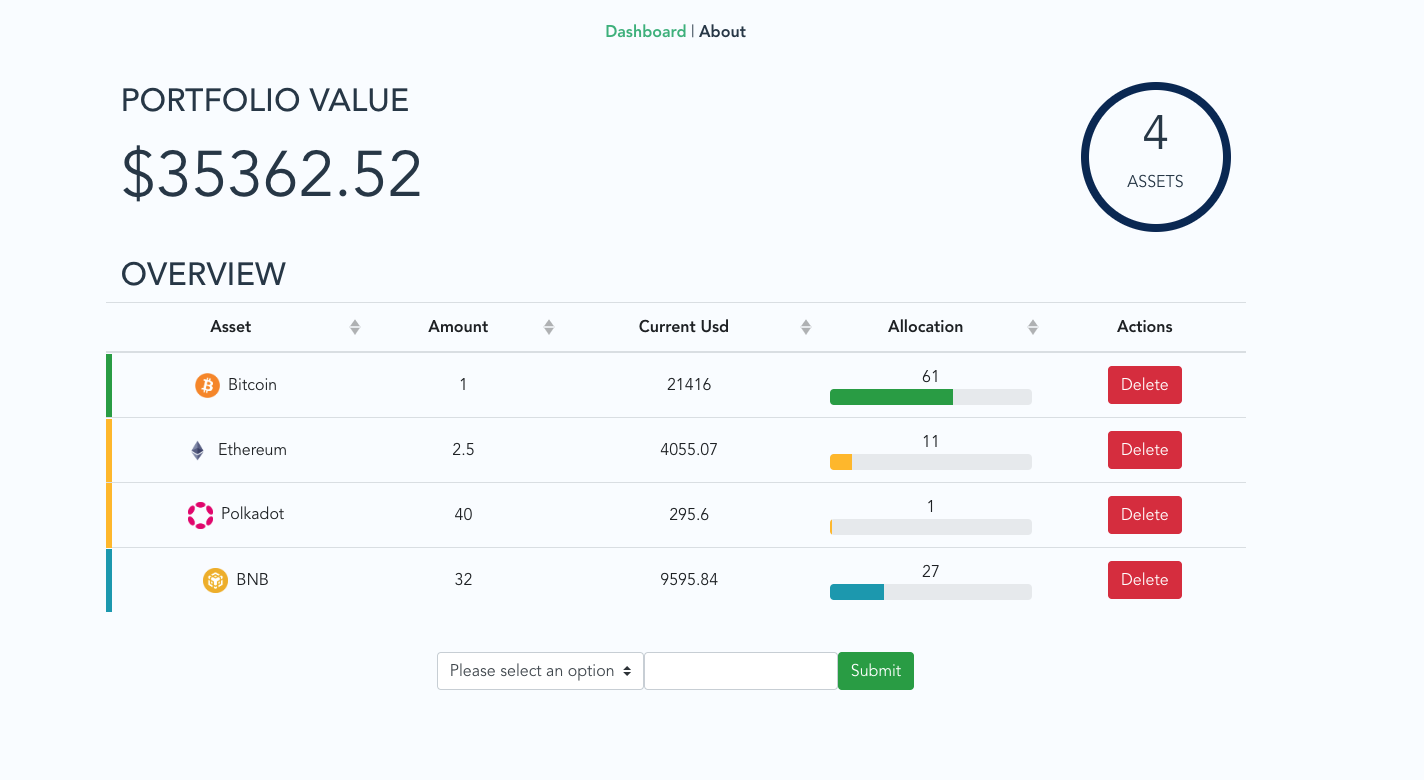 Dashboard | About
PORTFOLIO VALUE
$35362.52
4
ASSETS
OVERVIEW
Asset Amount Current Usd Allocation Actions
Bitcoin 1 21416 61 Delete
Ethereum 2.5 4055.07 11 Delete
Polkadot 40 295.6 1 Delete
BNB 32 9595.84 27 Delete
Please select an option Submit